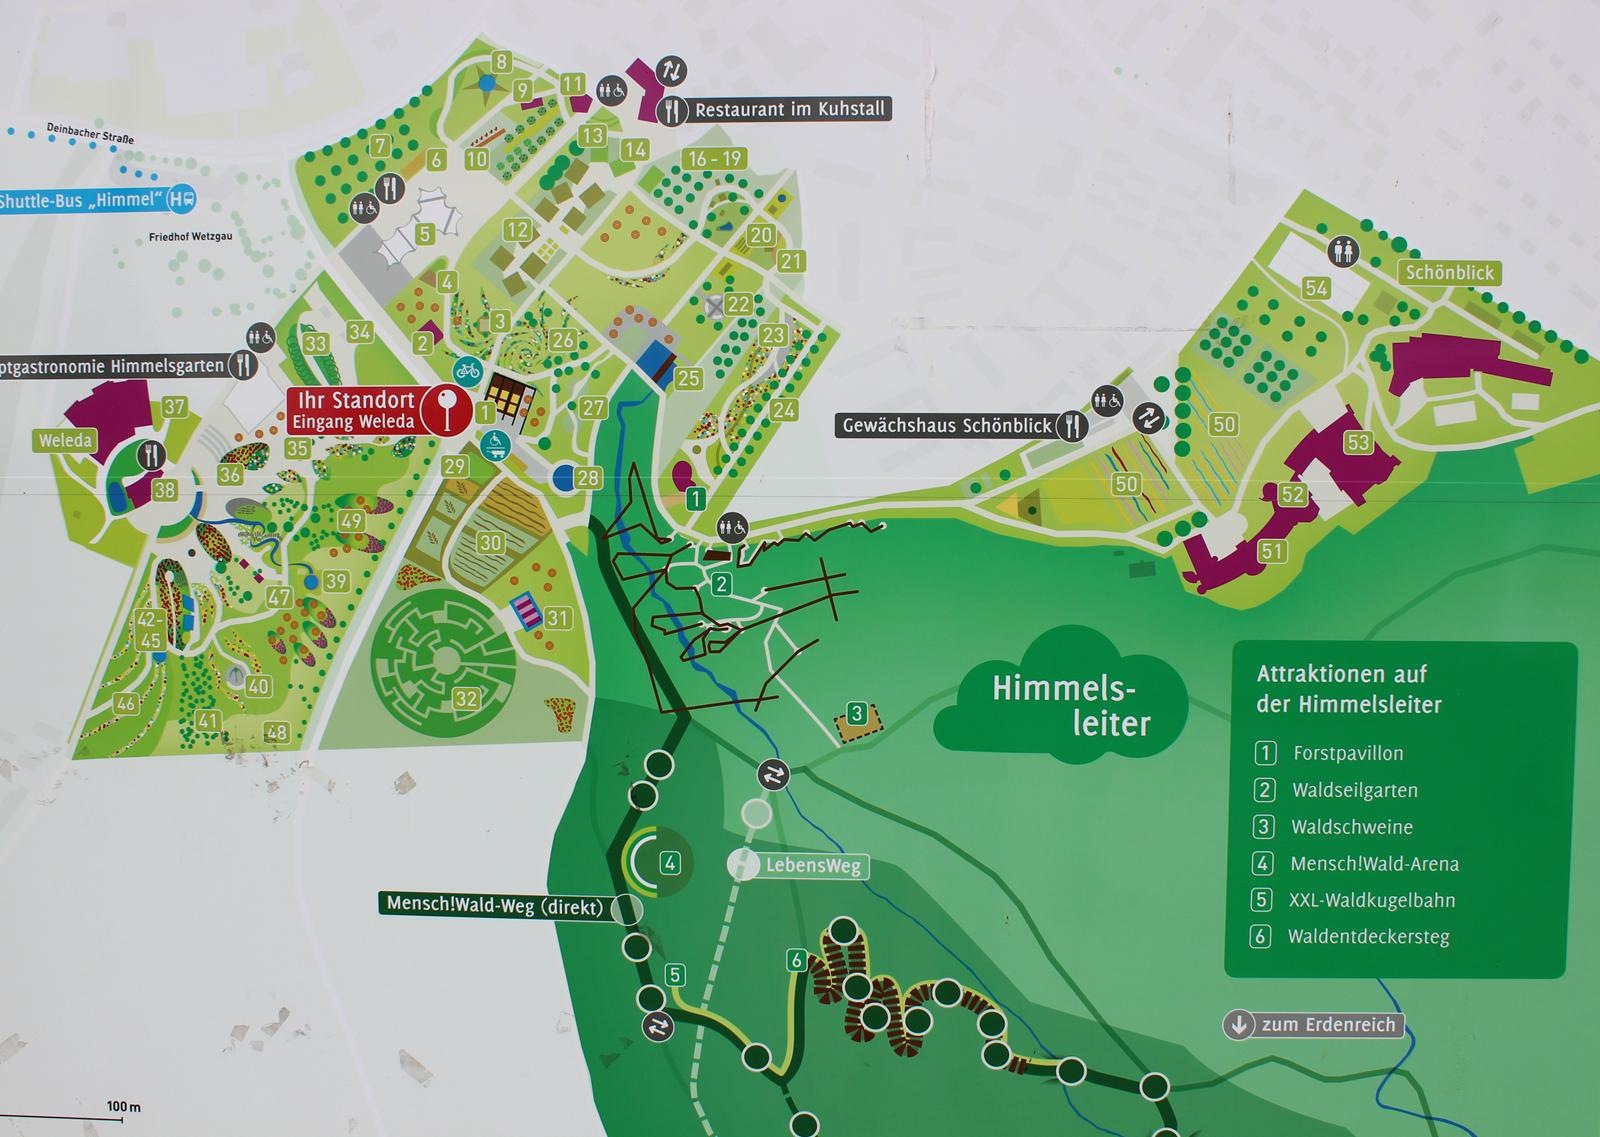 8
9
11
Restaurant im Kuhstall
Deinbacher Straße
7
6
10
13
14
16 - 19
Shuttle-Bus „Himmel“ H
Friedhof Wetzgau
5
12
20
21
Schönblick
54
4
3
22
23
33
34
2
26
Himmelsgarten
25
37
Ihr Standort
Eingang Weleda
1
27
24
Weleda
35
Gewächshaus Schönblick
50
53
36
29
28
38
1
50
52
49
30
51
39
2
47
42-
45
31
40
46
41
48
32
3
Himmels-
leiter
Attraktionen auf
der Himmelsleiter
1 Forstpavillon
2 Waldseilgarten
3 Waldschweine
4 Mensch!Wald-Arena
5 XXL-Waldkugelbahn
6 Waldentdeckersteg
4
LebensWeg
Mensch!Wald-Weg (direkt)
5
6
zum Erdenreich
100 m